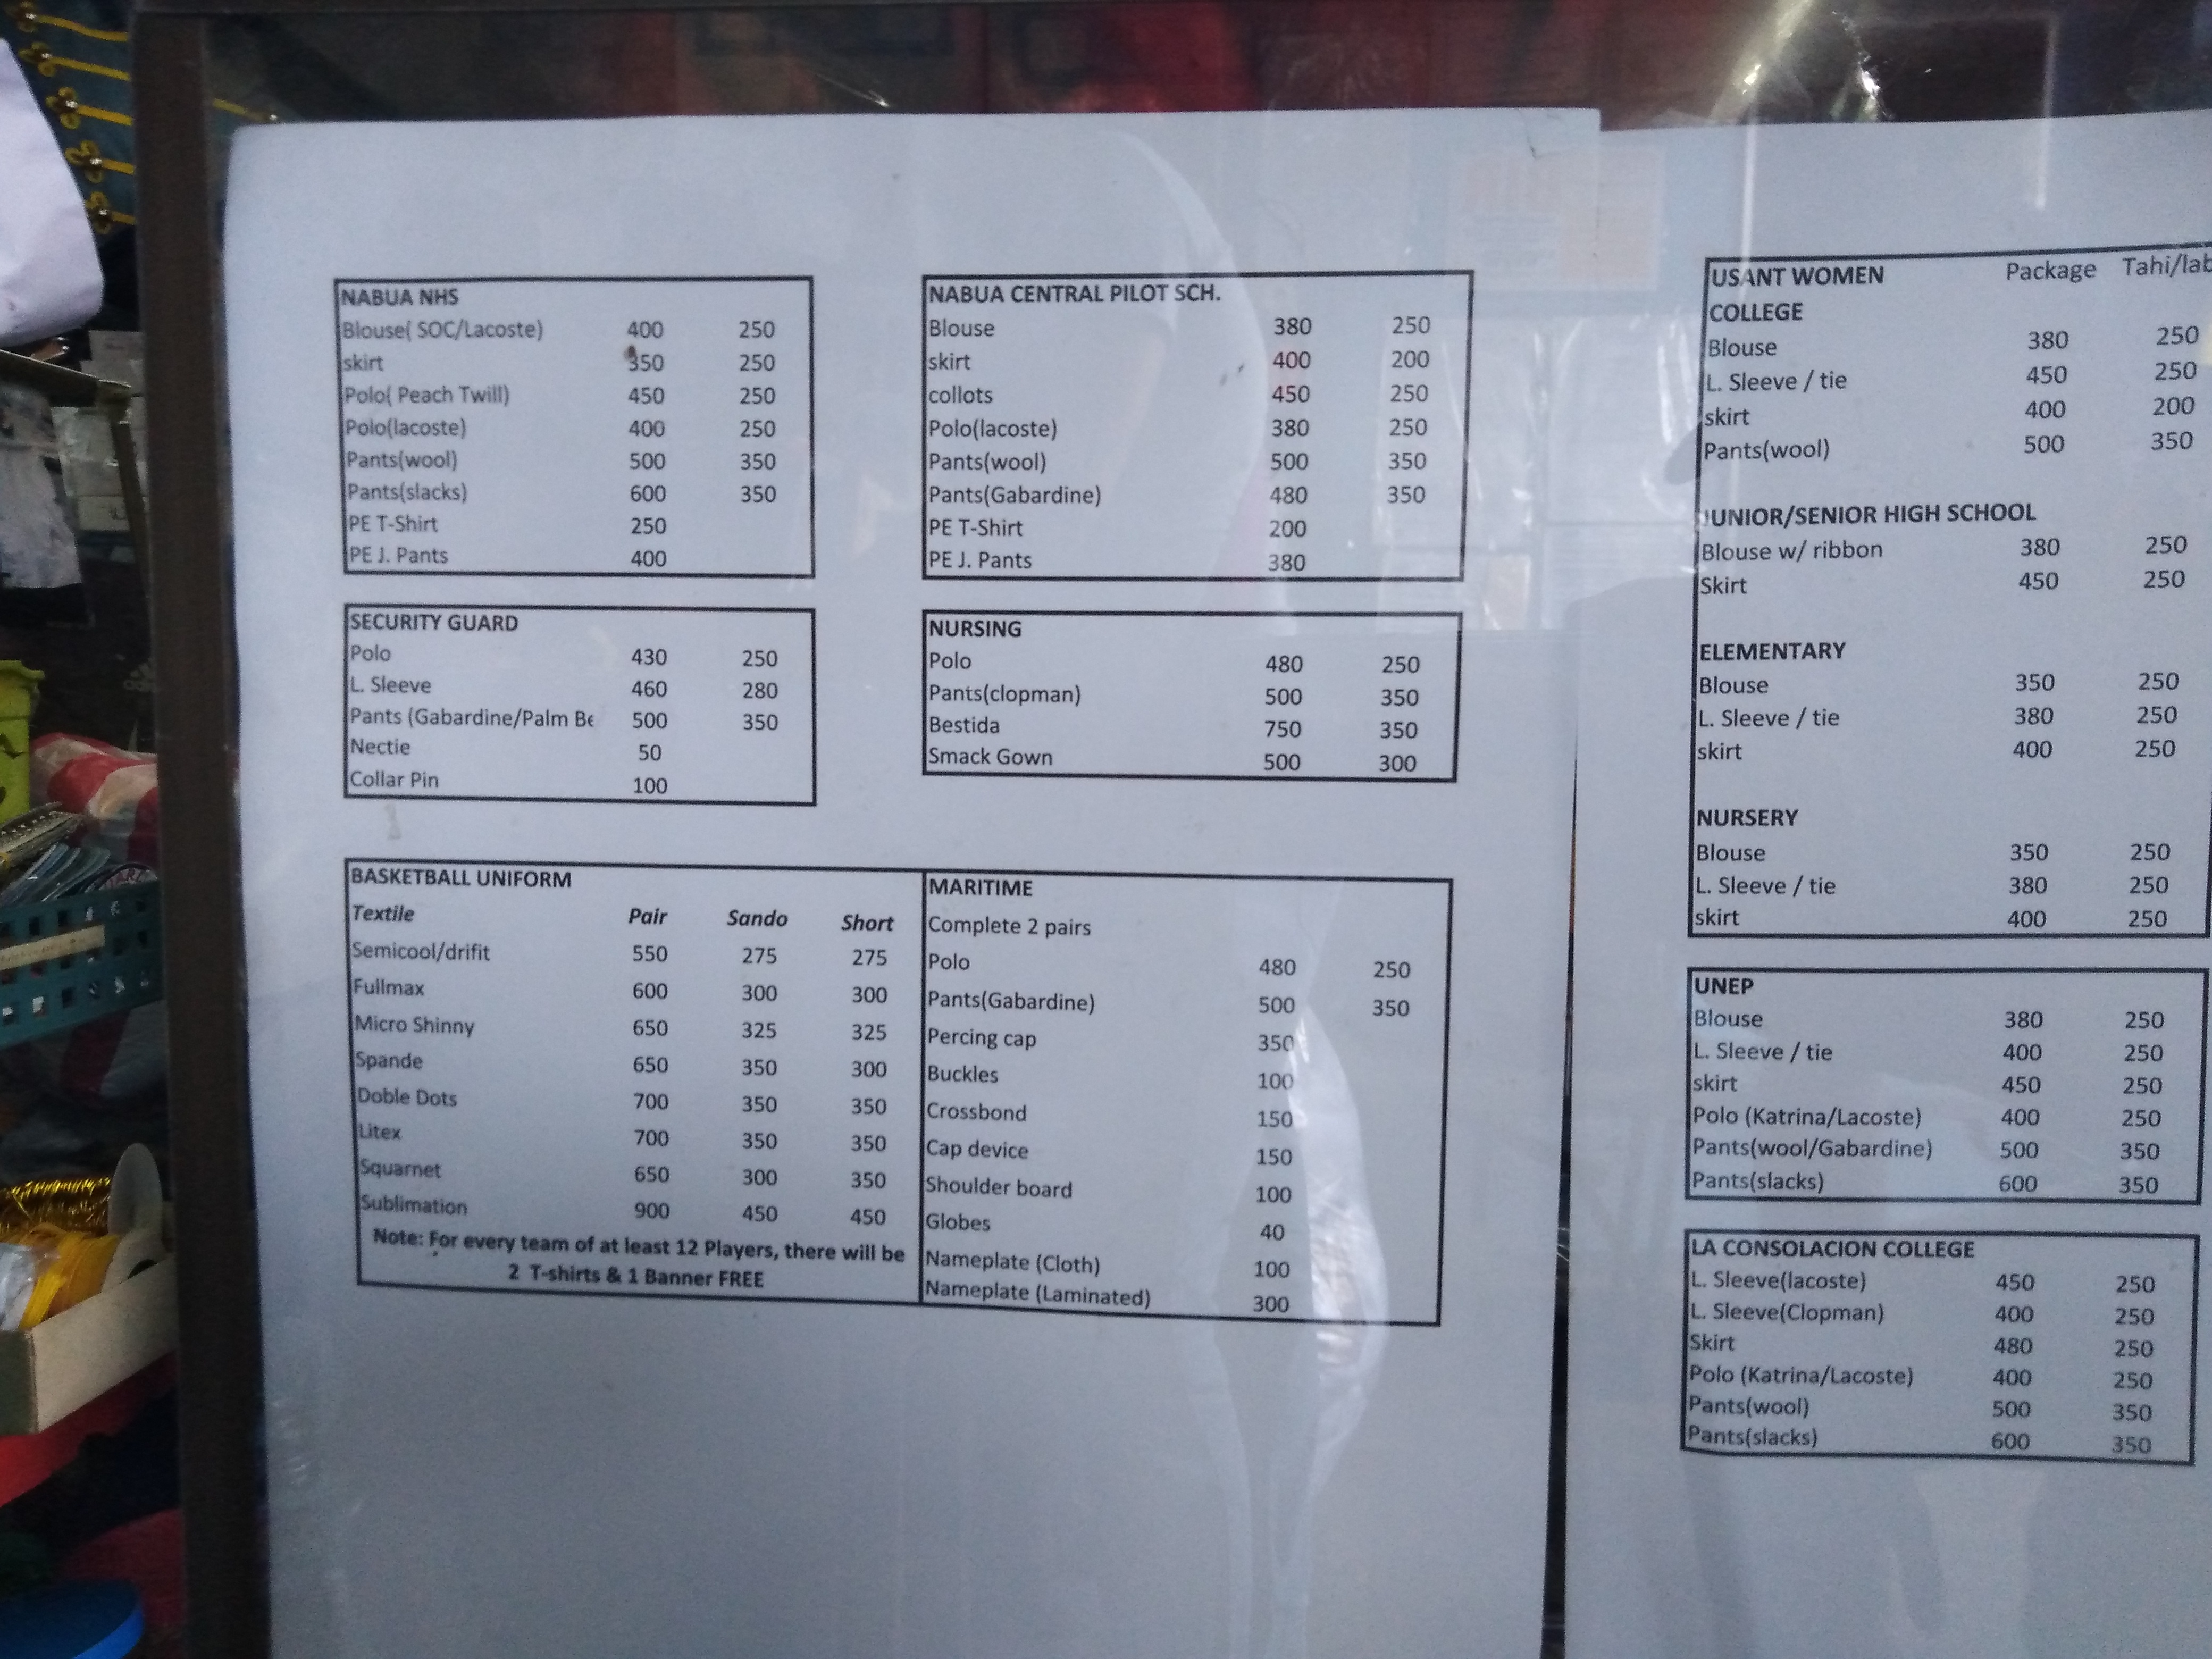 NABUA NHS
Blouse( SOC/Lacoste) 400 250
skirt 350 250
Polo( Peach Twill) 450 250
Polo(lacoste) 400 250
Pants(wool) 500 350
Pants(slacks) 600 350
PE T-Shirt 250
PE J. Pants 400
NABUA CENTRAL PILOT SCH.
Blouse 380 250
skirt 400 200
collots 450 250
Polo(lacoste) 380 250
Pants(wool) 500 350
Pants(Gabardine) 480 350
PE T-Shirt 200
PE J. Pants 380
SECURITY GUARD
Polo 430 250
L. Sleeve 460 280
Pants (Gabardine/Palm Be 500 350
Nectie 50
Collar Pin 100
NURSING
Polo 480 250
Pants(clopman) 500 350
Bestida 750 350
Smack Gown 500 300
BASKETBALL UNIFORM
Textile Pair Sando Short
Semicool/drifit 550 275 275
Fullmax 600 300 300
Micro Shinny 650 325 325
Spande 650 350 300
Doble Dots 700 350 350
Litex 700 350 350
Squarnet 650 300 350
Sublimation 900 450 450
Note: For every team of at least 12 Players, there will be
2 T-shirts & 1 Banner FREE
MARITIME
Complete 2 pairs
Polo 480 250
Pants(Gabardine) 500 350
Percing cap 350
Buckles 100
Crossbond 150
Cap device 150
Shoulder board 100
Globes 40
Nameplate (Cloth) 100
Nameplate (Laminated) 300
USANT WOMEN Package Tahi/lab
COLLEGE
Blouse 380 250
L. Sleeve / tie 450 250
skirt 400 200
Pants(wool) 500 350
JUNIOR/SENIOR HIGH SCHOOL
Blouse w/ ribbon 380 250
Skirt 450 250
ELEMENTARY
Blouse 350 250
L. Sleeve / tie 380 250
skirt 400 250
NURSERY
Blouse 350 250
L. Sleeve / tie 380 250
skirt 400 250
UNEP
Blouse 380 250
L. Sleeve / tie 400 250
skirt 450 250
Polo (Katrina/Lacoste) 400 250
Pants(wool/Gabardine) 500 350
Pants(slacks) 600 350
LA CONSOLACION COLLEGE
L. Sleeve(lacoste) 450 250
L. Sleeve(Clopman) 400 250
Skirt 480 250
Polo (Katrina/Lacoste) 400 250
Pants(wool) 500 350
Pants(slacks) 600 350